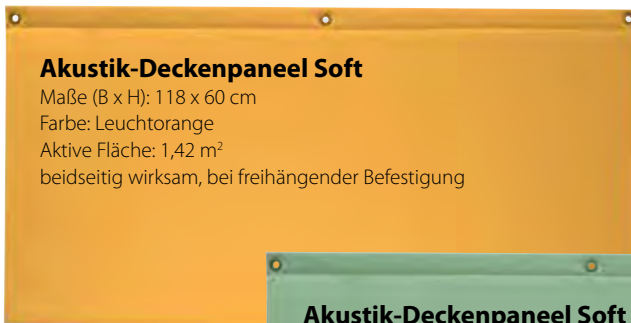 Akustik-Deckenpaneel Soft
Maße (B x H): 118 x 60 cm
Farbe: Leuchtorange
Aktive Fläche: 1,42 m²
beidseitig wirksam, bei freihängender Befestigung
Akustik-Deckenpaneel Soft